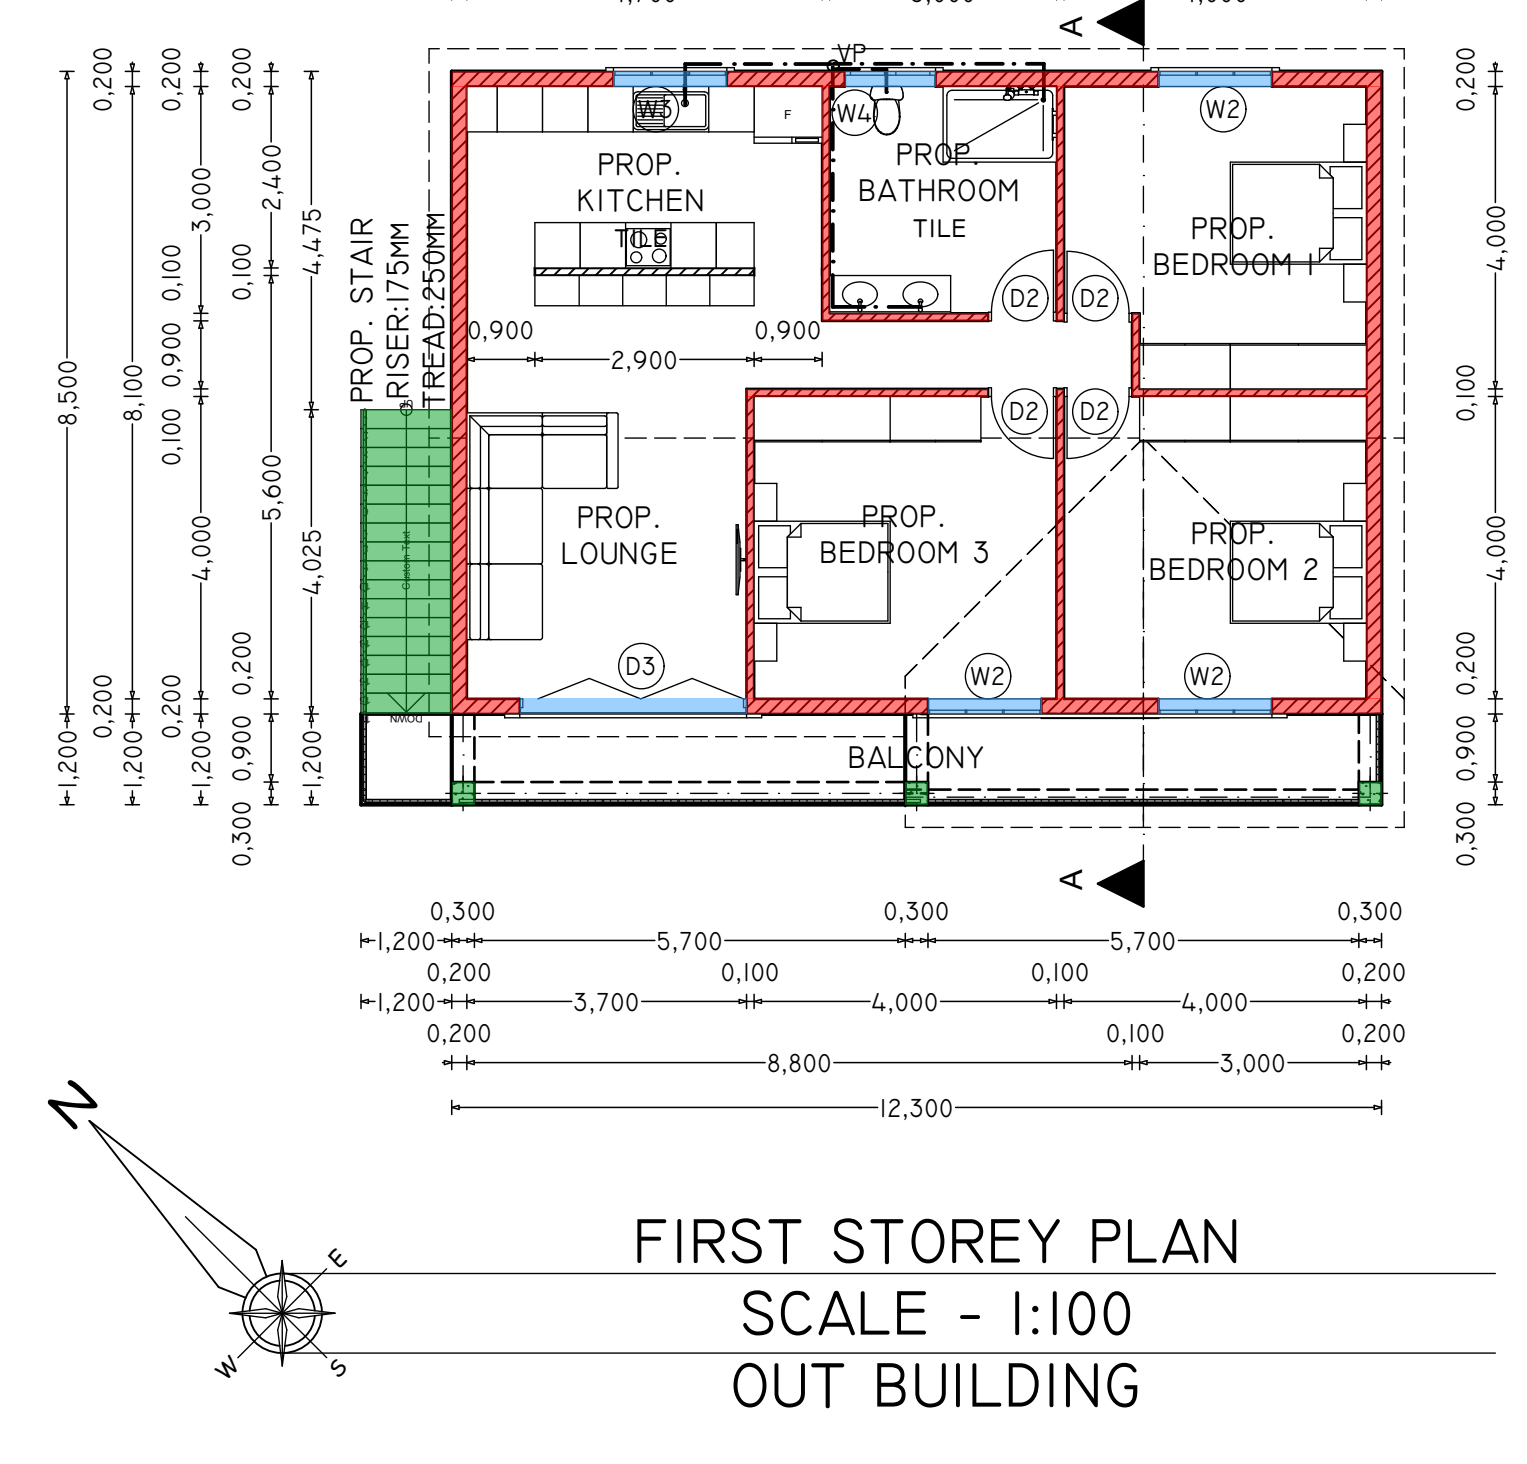 A
VP
0,200
0,200
0,200
0,200
W3
F
W4
W2
PROP.
KITCHEN
TILE
PROP.
BATHROOM
TILE
PROP.
BEDROOM 1
2,400
3,000
4,475
4,000
0,100
0,100
PROP. STAIR
RISER:175MM
TREAD:250MM
D2
D2
0,900
0,900
2,900
0,900
8,500
8,100
0,100
0,100
D2
D2
5,600
4,000
4,025
4,000
Custom Text
PROP.
LOUNGE
PROP.
BEDROOM 3
PROP.
BEDROOM 2
D3
W2
W2
0,200
0,200
0,200
0,200
DOWN
BALCONY
1,200
1,200
1,200
0,900
1,200
0,900
0,300
0,300
A
0,300
0,300
0,300
1,200
5,700
5,700
0,200
0,100
0,100
0,200
1,200
3,700
4,000
4,000
0,200
0,100
0,200
8,800
3,000
12,300
N
E
W
S
FIRST STOREY PLAN
SCALE - 1:100
OUT BUILDING